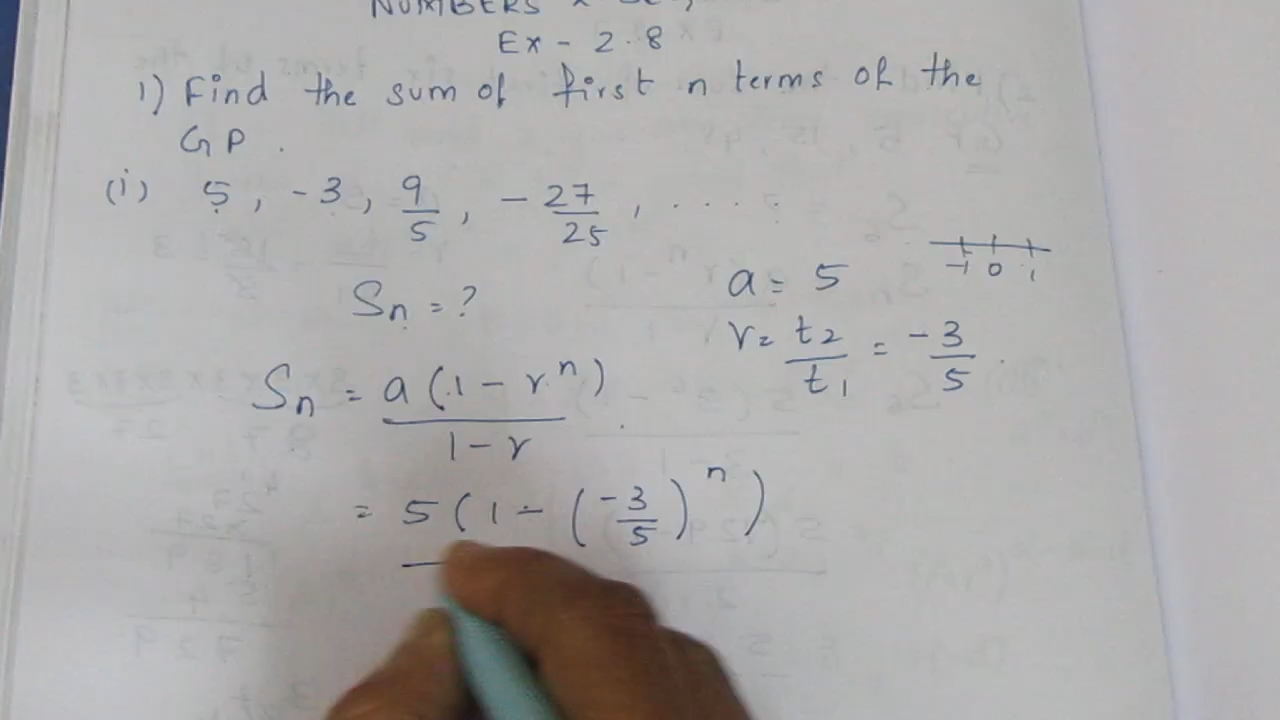 NUMBERS
Ex - 2.8
1) Find the sum of first n terms of the
GP.
(i) 5, -3, 9/5, -27/25, ....
-1 0 1
Sn = ?
a = 5
r = t2/t1 = -3/5
Sn = a(1 - r^n)
1 - r
= 5(1 - (-3/5)^n)